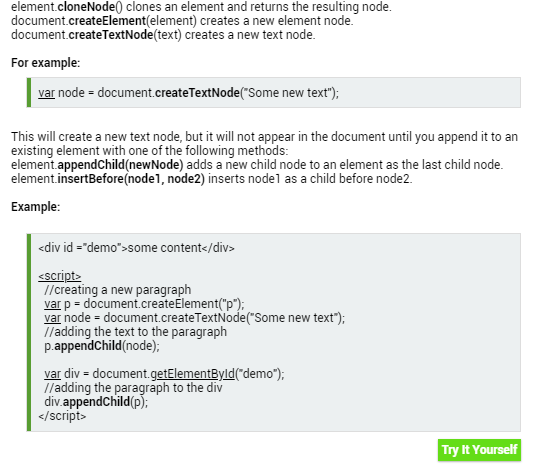 element.cloneNode() clones an element and returns the resulting node.
document.createElement(element) creates a new element node.
document.createTextNode(text) creates a new text node.
For example:
var node = document.createTextNode("Some new text");
This will create a new text node, but it will not appear in the document until you append it to an
existing element with one of the following methods:
element.appendChild(newNode) adds a new child node to an element as the last child node.
element.insertBefore(node1, node2) inserts node1 as a child before node2.
Example:
<div id ="demo">some content</div>
<script>
//creating a new paragraph
var p = document.createElement("p");
var node = document.createTextNode("Some new text");
//adding the text to the paragraph
p.appendChild(node);
var div = document.getElementById("demo");
//adding the paragraph to the div
div.appendChild(p);
</script>
Try It Yourself